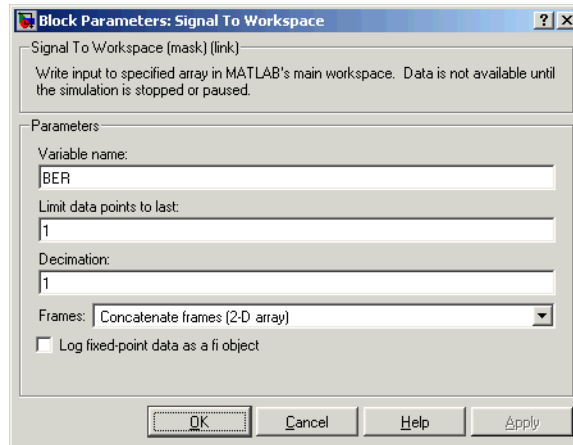 Block Parameters: Signal To Workspace
Signal To Workspace (mask) (link)
Write input to specified array in MATLAB's main workspace.  Data is not available until
the simulation is stopped or paused.
Parameters
Variable name:
BER
Limit data points to last:
1
Decimation:
1
Frames: Concatenate frames (2-D array)
Log fixed-point data as a fi object
OK Cancel Help Apply